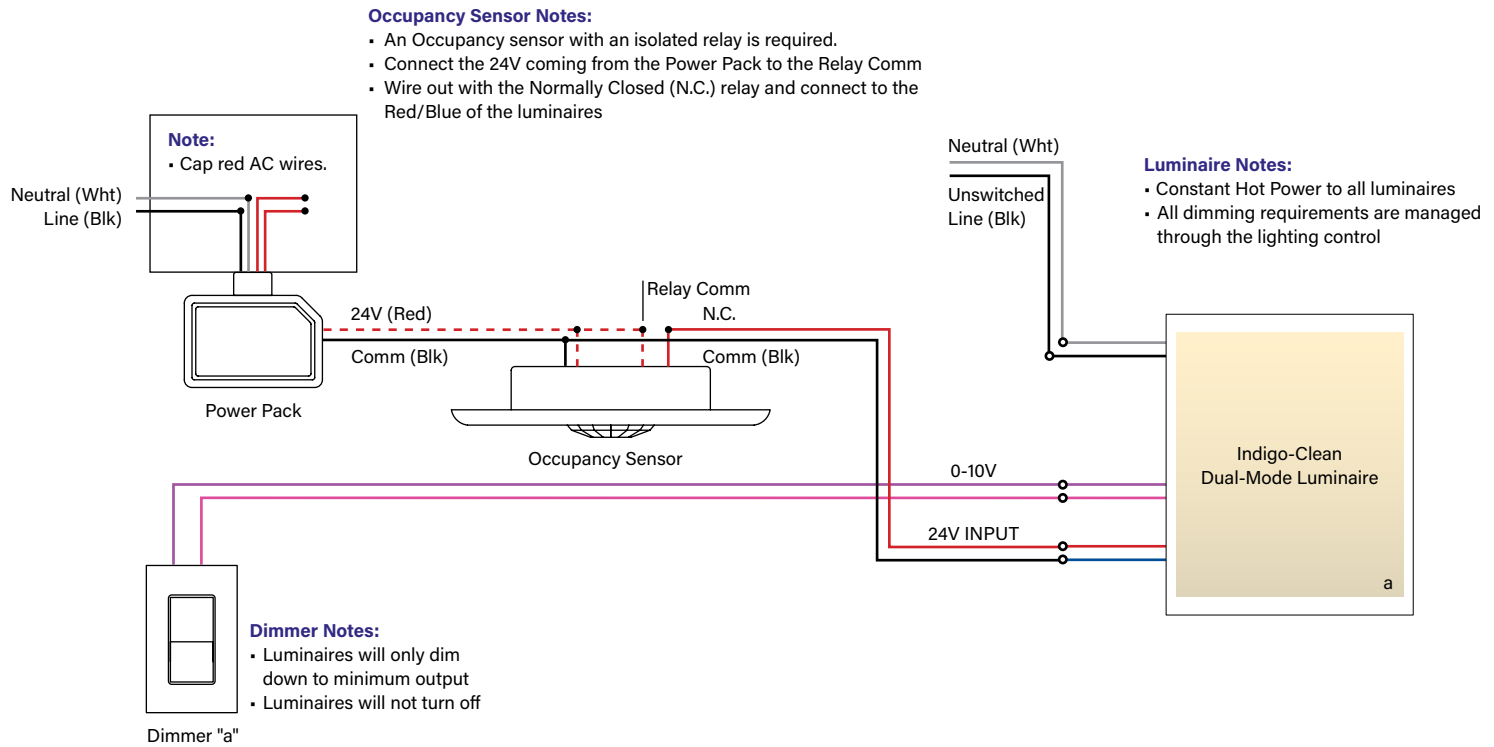 Occupancy Sensor Notes:
▪ An Occupancy sensor with an isolated relay is required.
▪ Connect the 24V coming from the Power Pack to the Relay Comm
▪ Wire out with the Normally Closed (N.C.) relay and connect to the
Red/Blue of the luminaires
Note:
▪ Cap red AC wires.
Neutral (Wht)
Line (Blk)
Neutral (Wht)
Unswitched
Line (Blk)
Luminaire Notes:
▪ Constant Hot Power to all luminaires
▪ All dimming requirements are managed
through the lighting control
24V (Red)
Comm (Blk)
Relay Comm
N.C.
Comm (Blk)
Power Pack
Occupancy Sensor
0-10V
24V INPUT
Indigo-Clean
Dual-Mode Luminaire
a
Dimmer Notes:
▪ Luminaires will only dim
down to minimum output
▪ Luminaires will not turn off
Dimmer "a"